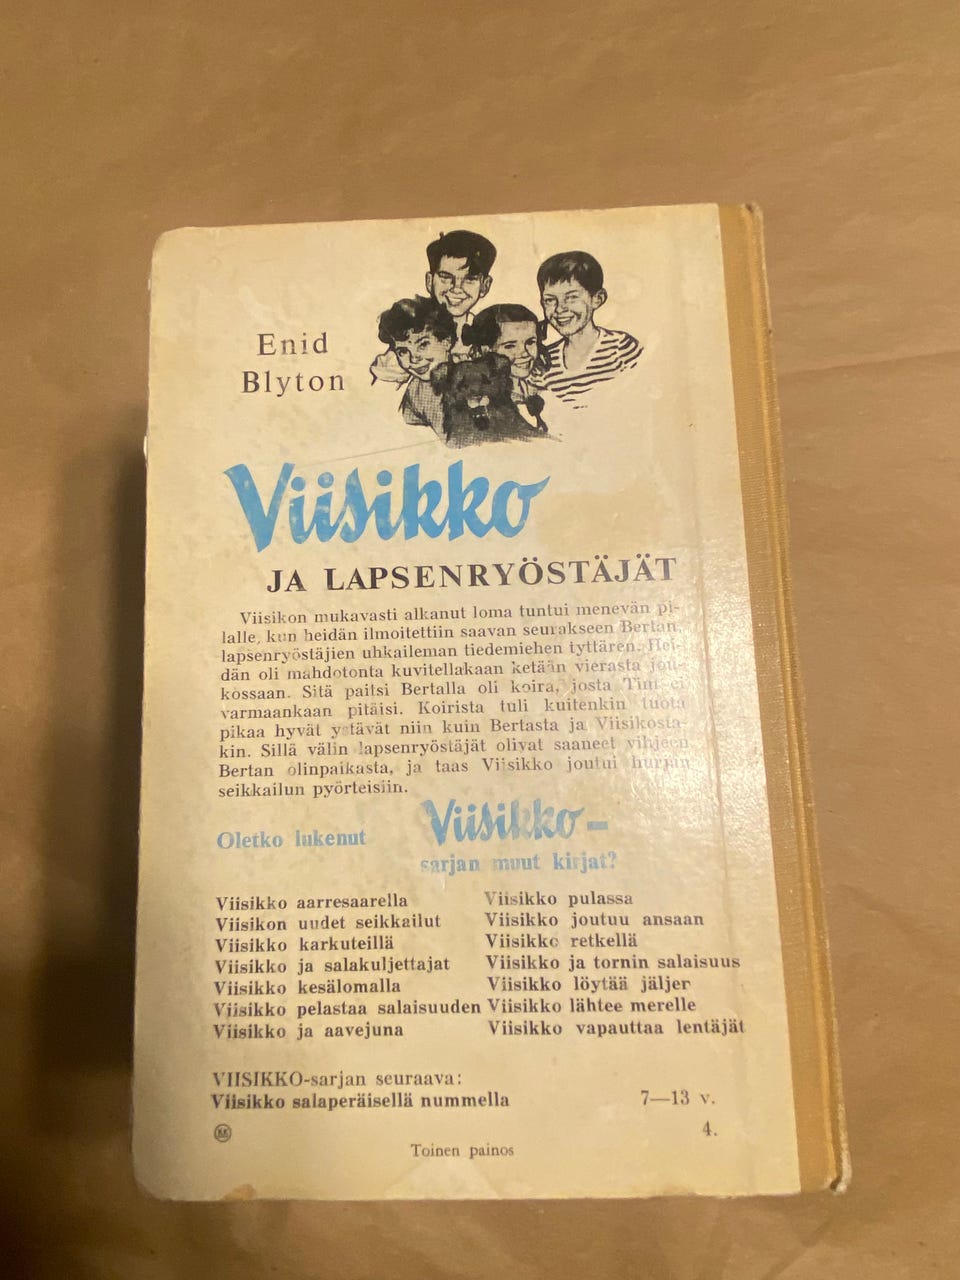 Enid
Blyton
Viisikko
JA LAPSENRYÖSTÄJÄT
Viisikon mukavasti alkanut loma tuntui menevän pi-
lalle, kun heidän ilmoitettiin saavan seurakseen Bertan,
lapsenryöstäjien uhkaileman tiedemiehen tyttären. Hei-
dän oli mahdotonta kuvitellakaan ketään vierasta jou-
kossaan. Sitä paitsi Bertalla oli koira, josta Tim ei
varmaankaan pitäisi. Koirista tuli kuitenkin tuota
pikaa hyvät ystävät niin kuin Bertasta ja Viisikosta-
kin. Sillä välin lapsenryöstäjät olivat saaneet vihjeen
Bertan olinpaikasta, ja taas Viisikko joutui hurjan
seikkailun pyörteisiin.
Oletko lukenut Viisikko-
sarjan muut kirjat?
Viisikko aarresaarella
Viisikon uudet seikkailut
Viisikko karkuteillä
Viisikko ja salakuljettajat
Viisikko kesälomalla
Viisikko pelastaa salaisuuden
Viisikko ja aavejuna
Viisikko pulassa
Viisikko joutuu ansaan
Viisikko retkellä
Viisikko ja tornin salaisuus
Viisikko löytää jäljer
Viisikko lähtee merelle
Viisikko vapauttaa lentäjät
VIISIKKO-sarjan seuraava:
Viisikko salaperäisellä nummella
7—13 v.
4.
KK
Toinen painos